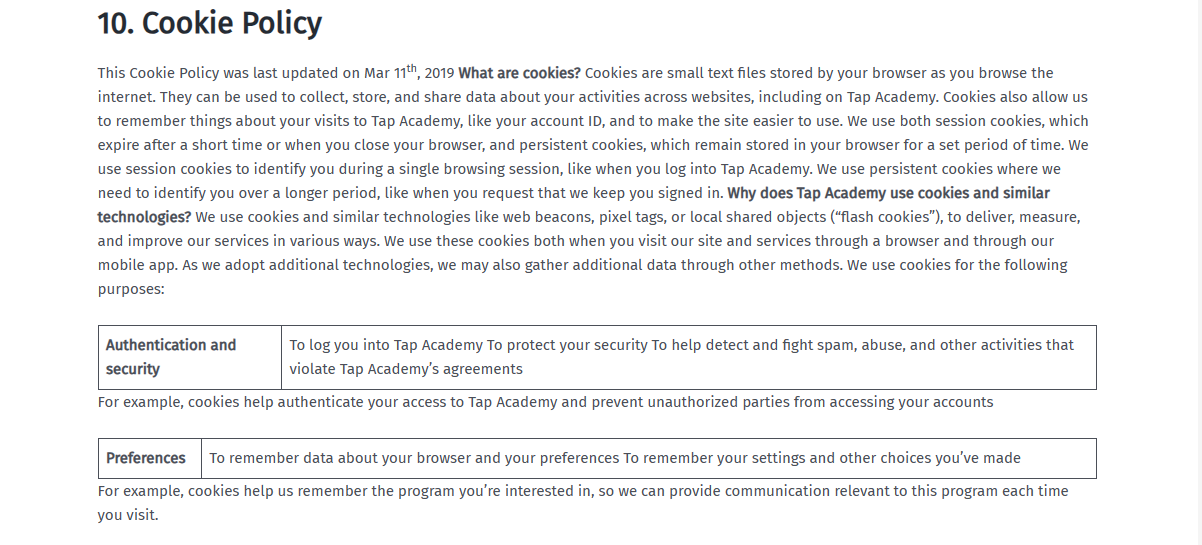 10. Cookie Policy
This Cookie Policy was last updated on Mar 11th, 2019 What are cookies? Cookies are small text files stored by your browser as you browse the
internet. They can be used to collect, store, and share data about your activities across websites, including on Tap Academy. Cookies also allow us
to remember things about your visits to Tap Academy, like your account ID, and to make the site easier to use. We use both session cookies, which
expire after a short time or when you close your browser, and persistent cookies, which remain stored in your browser for a set period of time. We
use session cookies to identify you during a single browsing session, like when you log into Tap Academy. We use persistent cookies where we
need to identify you over a longer period, like when you request that we keep you signed in. Why does Tap Academy use cookies and similar
technologies? We use cookies and similar technologies like web beacons, pixel tags, or local shared objects (“flash cookies”), to deliver, measure,
and improve our services in various ways. We use these cookies both when you visit our site and services through a browser and through our
mobile app. As we adopt additional technologies, we may also gather additional data through other methods. We use cookies for the following
purposes:
Authentication and
security
To log you into Tap Academy To protect your security To help detect and fight spam, abuse, and other activities that
violate Tap Academy’s agreements
For example, cookies help authenticate your access to Tap Academy and prevent unauthorized parties from accessing your accounts
Preferences
To remember data about your browser and your preferences To remember your settings and other choices you’ve made
For example, cookies help us remember the program you’re interested in, so we can provide communication relevant to this program each time
you visit.